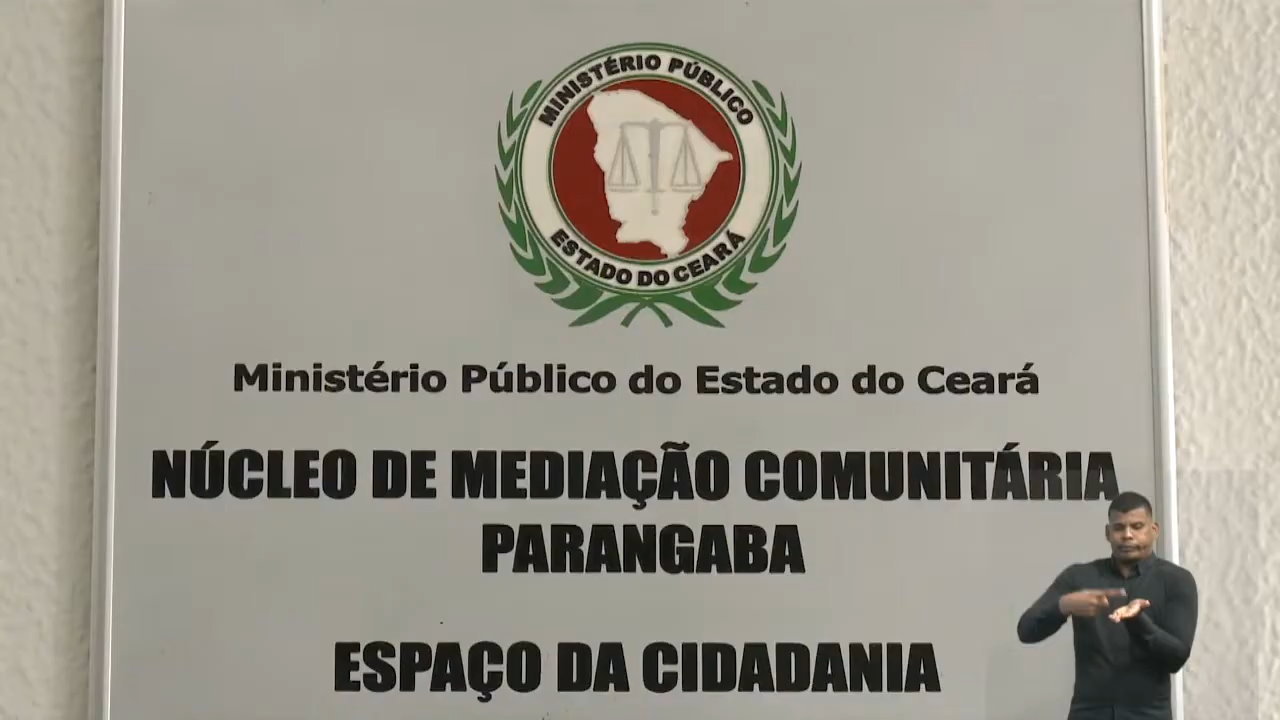 MINISTÉRIO PÚBLICO
ESTADO DO CEARÁ
Ministério Público do Estado do Ceará
NÚCLEO DE MEDIAÇÃO COMUNITÁRIA
PARANGABA
ESPAÇO DA CIDADANIA